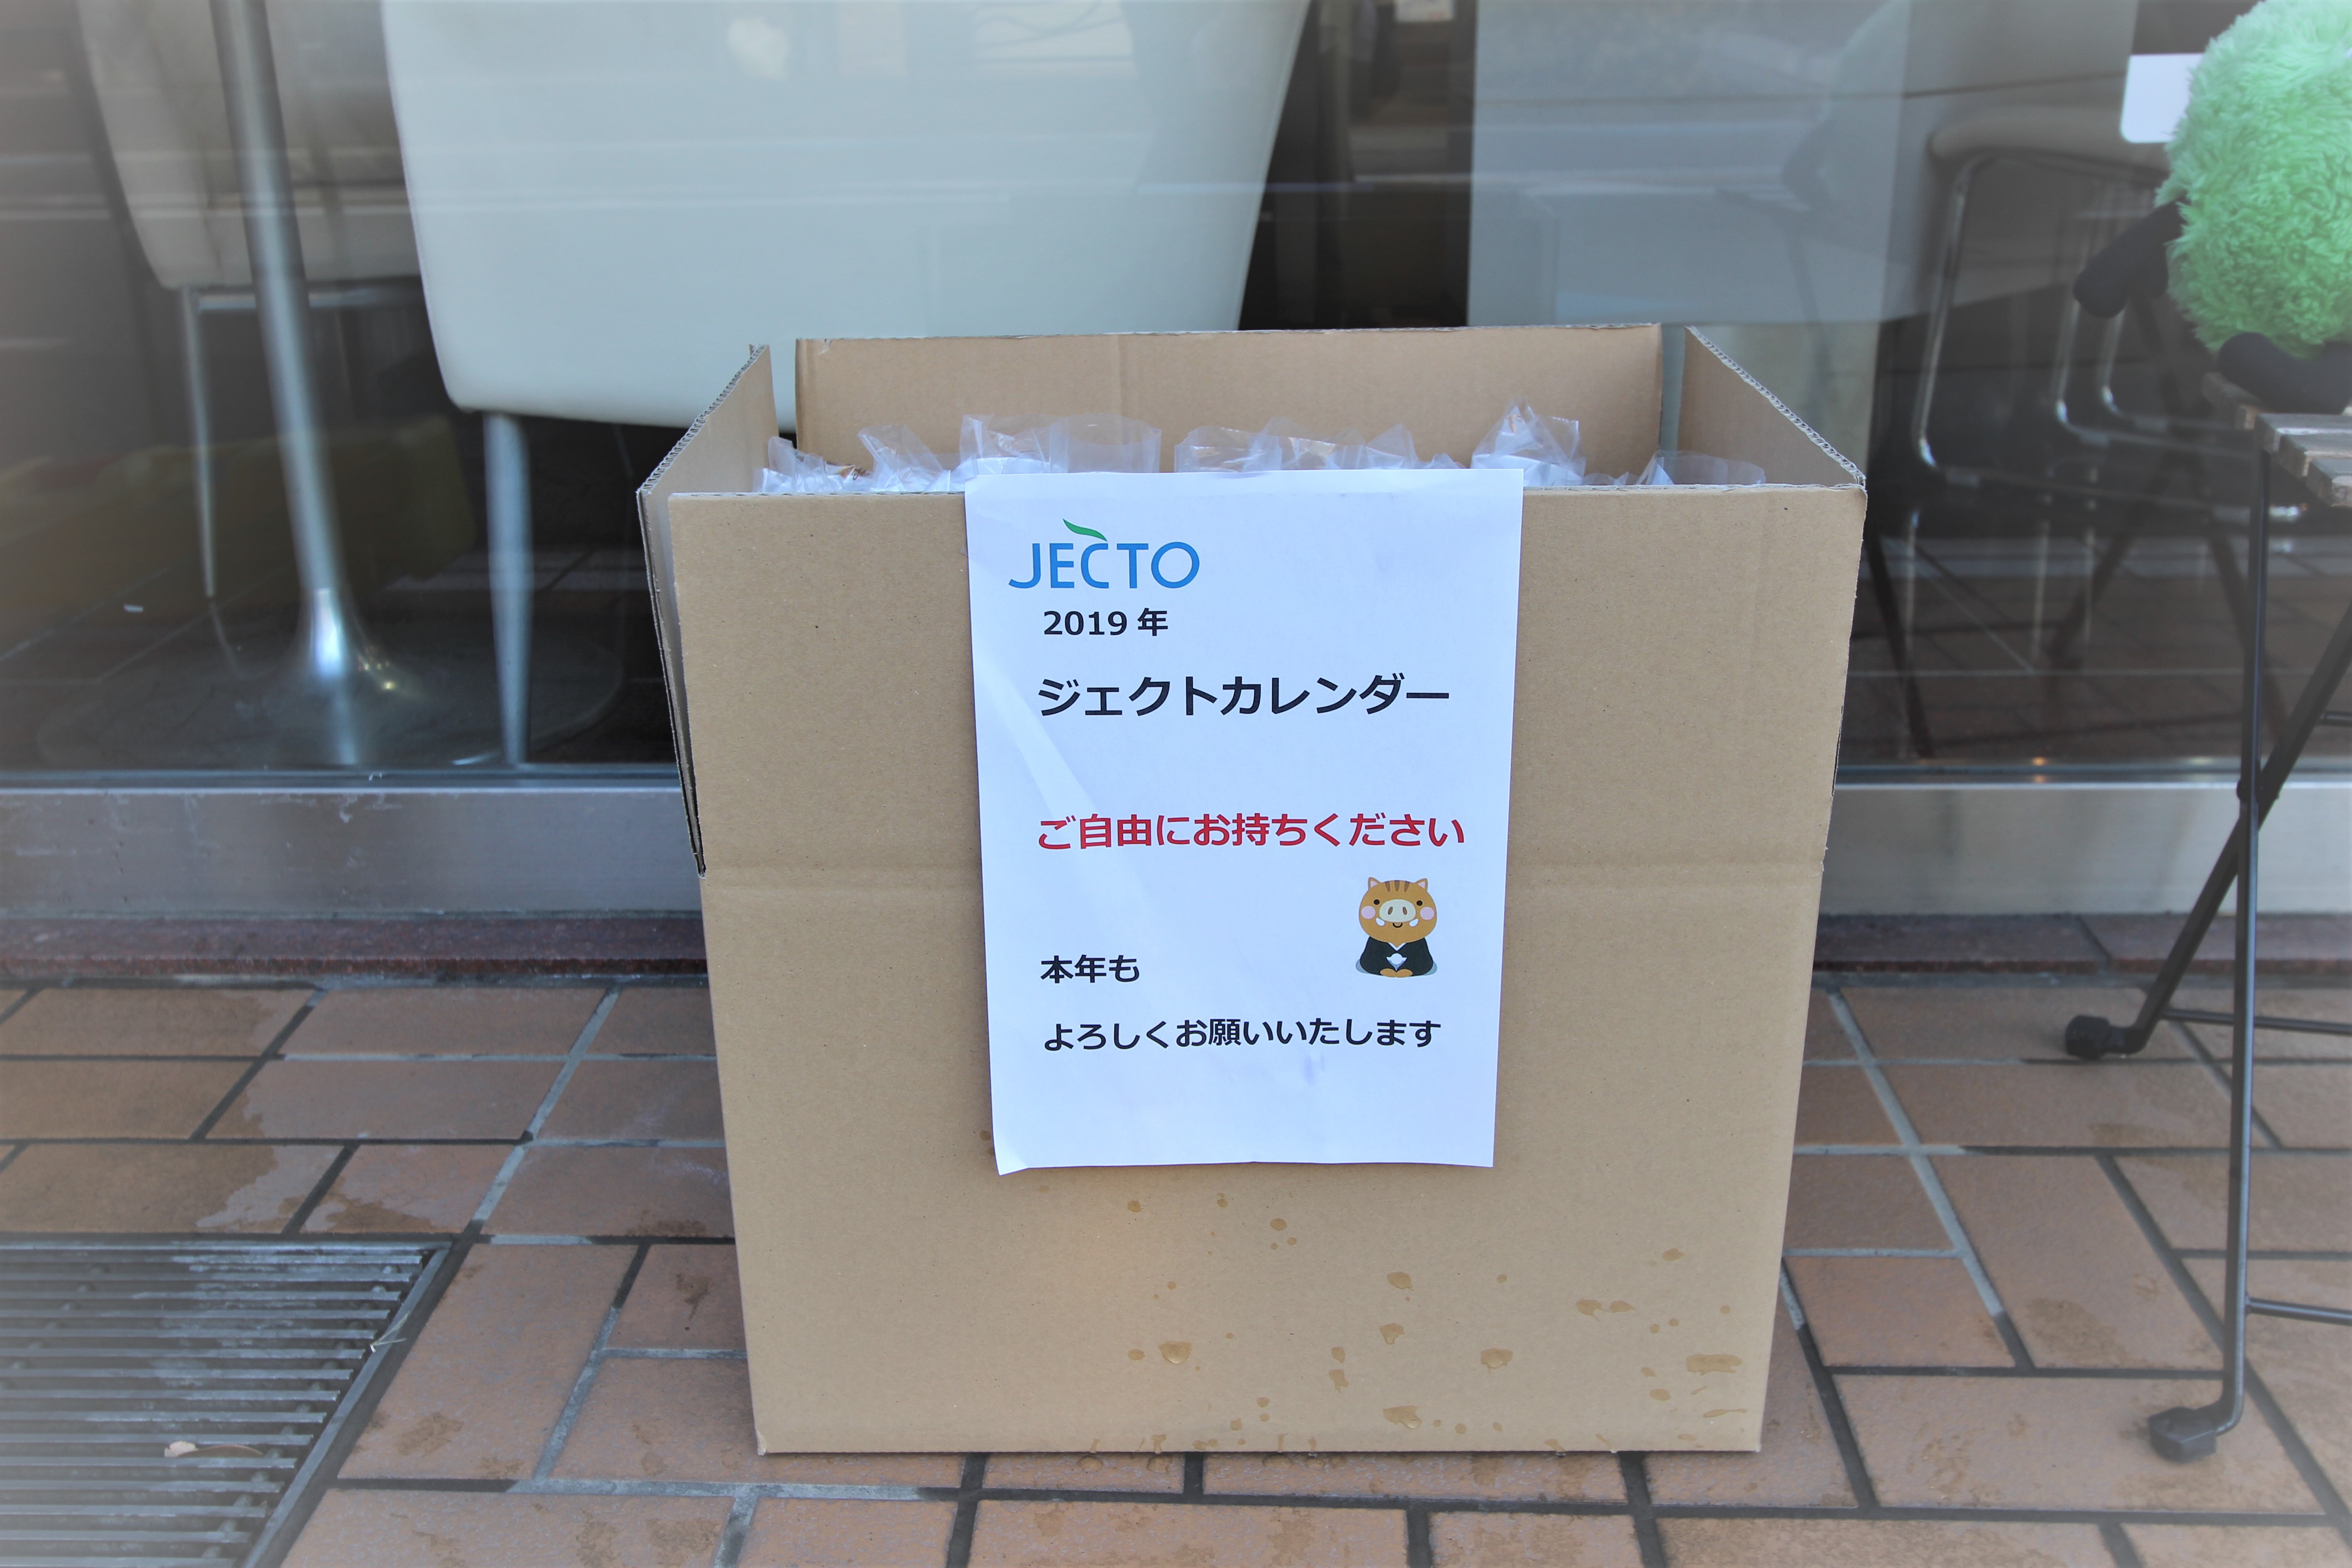 JECTO
2019年
ジェクトカレンダー
ご自由にお持ちください
本年も
よろしくお願いいたします